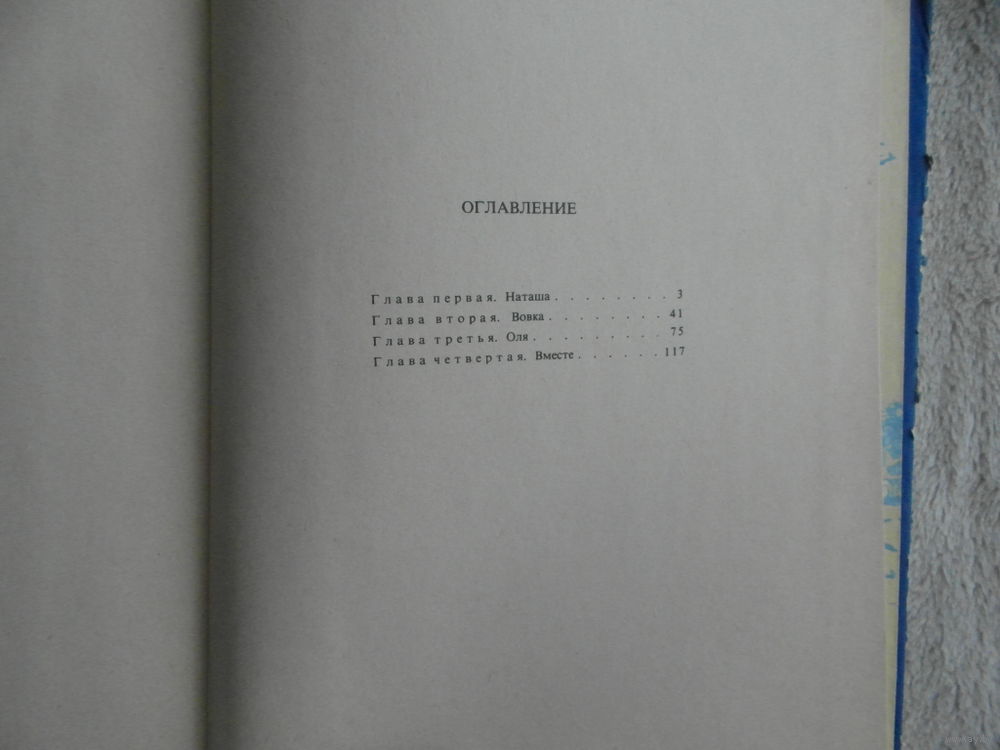 ОГЛАВЛЕНИЕ
Глава первая. Наташа . . . . . . . . 3
Глава вторая. Вовка . . . . . . . . 41
Глава третья. Оля . . . . . . . . . 75
Глава четвертая. Вместе . . . . . . 117